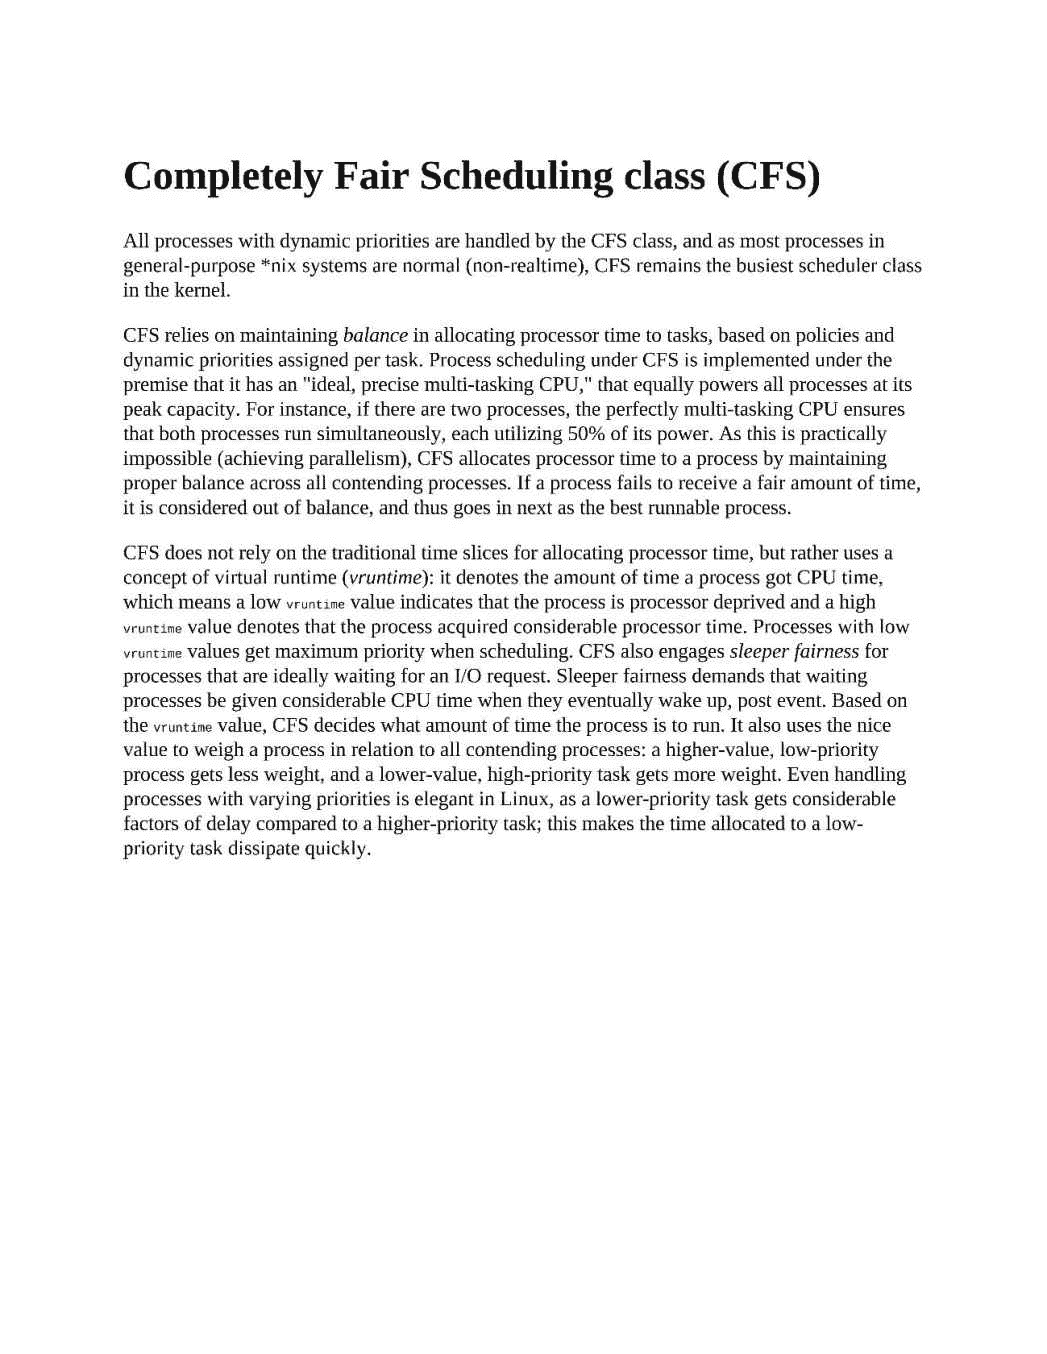 Completely Fair Scheduling class (CFS)
All processes with dynamic priorities are handled by the CFS class, and as most processes in
general-purpose *nix systems are normal (non-realtime), CFS remains the busiest scheduler class
in the kernel.
CFS relies on maintaining balance in allocating processor time to tasks, based on policies and
dynamic priorities assigned per task. Process scheduling under CFS is implemented under the
premise that it has an "ideal, precise multi-tasking CPU," that equally powers all processes at its
peak capacity. For instance, if there are two processes, the perfectly multi-tasking CPU ensures
that both processes run simultaneously, each utilizing 50% of its power. As this is practically
impossible (achieving parallelism), CFS allocates processor time to a process by maintaining
proper balance across all contending processes. If a process fails to receive a fair amount of time,
it is considered out of balance, and thus goes in next as the best runnable process.
CFS does not rely on the traditional time slices for allocating processor time, but rather uses a
concept of virtual runtime (vruntime): it denotes the amount of time a process got CPU time,
which means a low vruntime value indicates that the process is processor deprived and a high
vruntime value denotes that the process acquired considerable processor time. Processes with low
vruntime values get maximum priority when scheduling. CFS also engages sleeper fairness for
processes that are ideally waiting for an I/O request. Sleeper fairness demands that waiting
processes be given considerable CPU time when they eventually wake up, post event. Based on
the vruntime value, CFS decides what amount of time the process is to run. It also uses the nice
value to weigh a process in relation to all contending processes: a higher-value, low-priority
process gets less weight, and a lower-value, high-priority task gets more weight. Even handling
processes with varying priorities is elegant in Linux, as a lower-priority task gets considerable
factors of delay compared to a higher-priority task; this makes the time allocated to a low-
priority task dissipate quickly.